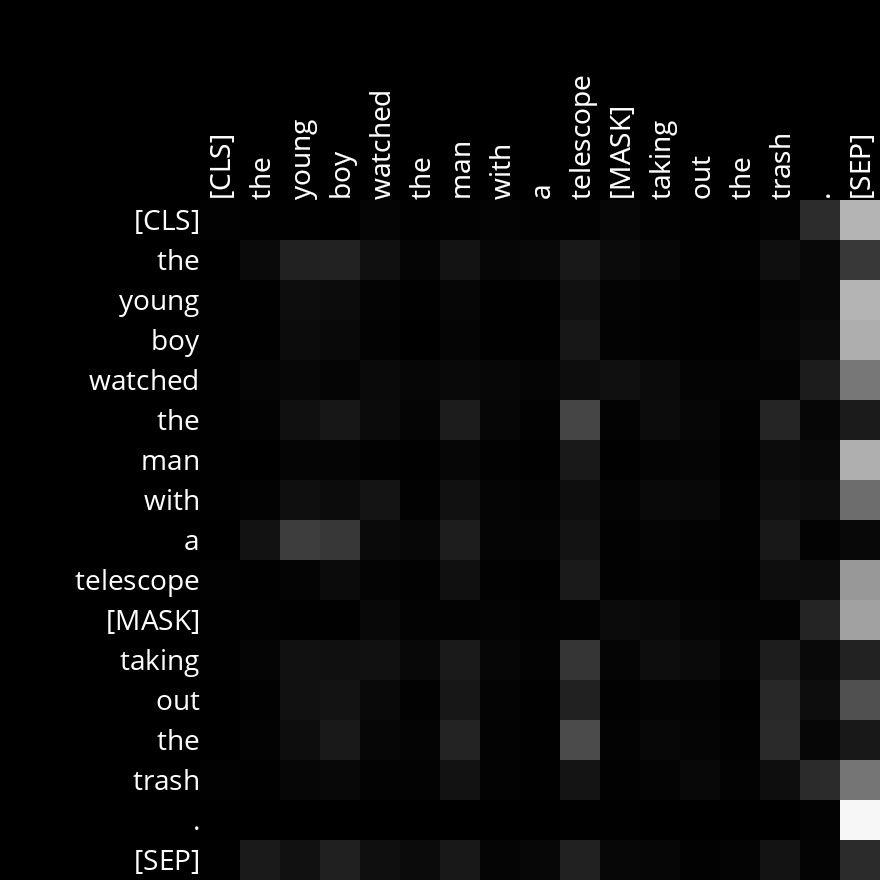 [CLS] the young boy watched the man with a telescope [MASK] taking out the trash . [SEP]
[CLS]
the
young
boy
watched
the
man
with
a
telescope
[MASK]
taking
out
the
trash
.
[SEP]